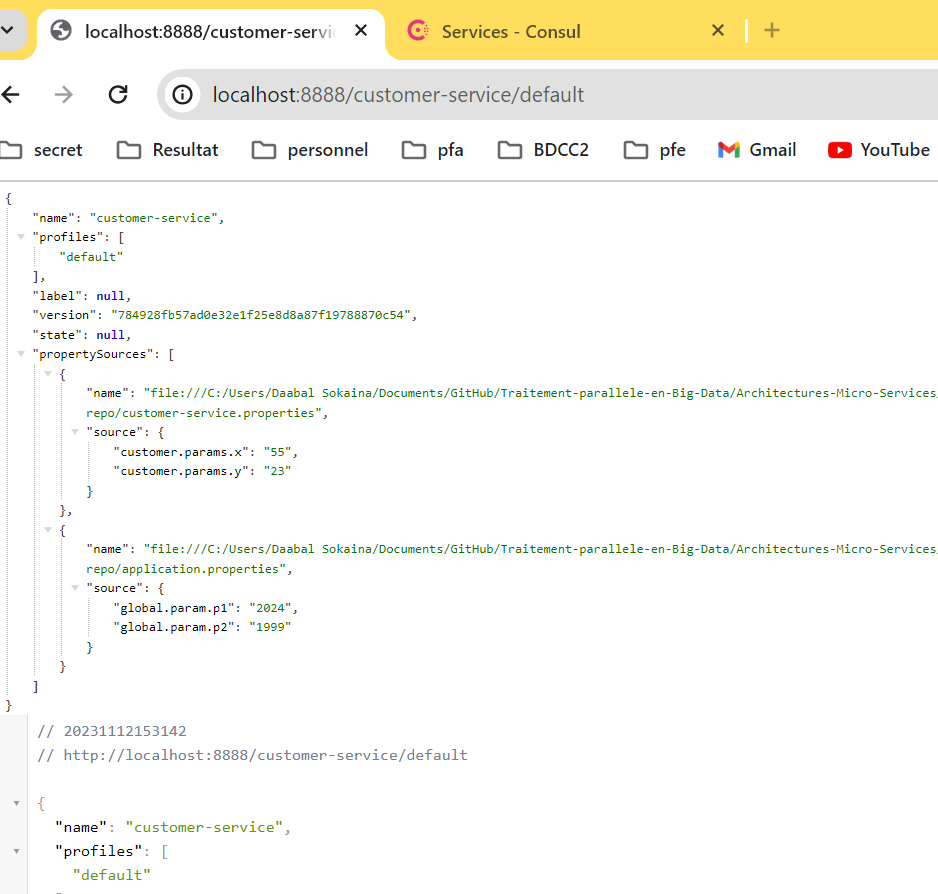 localhost:8888/customer-servi
Services - Consul
localhost:8888/customer-service/default
secret Resultat personnel pfa BDCC2 pfe Gmail YouTube
{
"name": "customer-service",
"profiles": [
"default"
],
"label": null,
"version": "784928fb57ad0e32e1f25e8d8a87f19788870c54",
"state": null,
"propertySources": [
{
"name": "file:///C:/Users/Daabal Sokaina/Documents/GitHub/Traitement-parallele-en-Big-Data/Architectures-Micro-Services/
repo/customer-service.properties",
"source": {
"customer.params.x": "55",
"customer.params.y": "23"
}
},
{
"name": "file:///C:/Users/Daabal Sokaina/Documents/GitHub/Traitement-parallele-en-Big-Data/Architectures-Micro-Services/
repo/application.properties",
"source": {
"global.param.p1": "2024",
"global.param.p2": "1999"
}
}
]
}
// 20231112153142
// http://localhost:8888/customer-service/default
{
"name": "customer-service",
"profiles": [
"default"